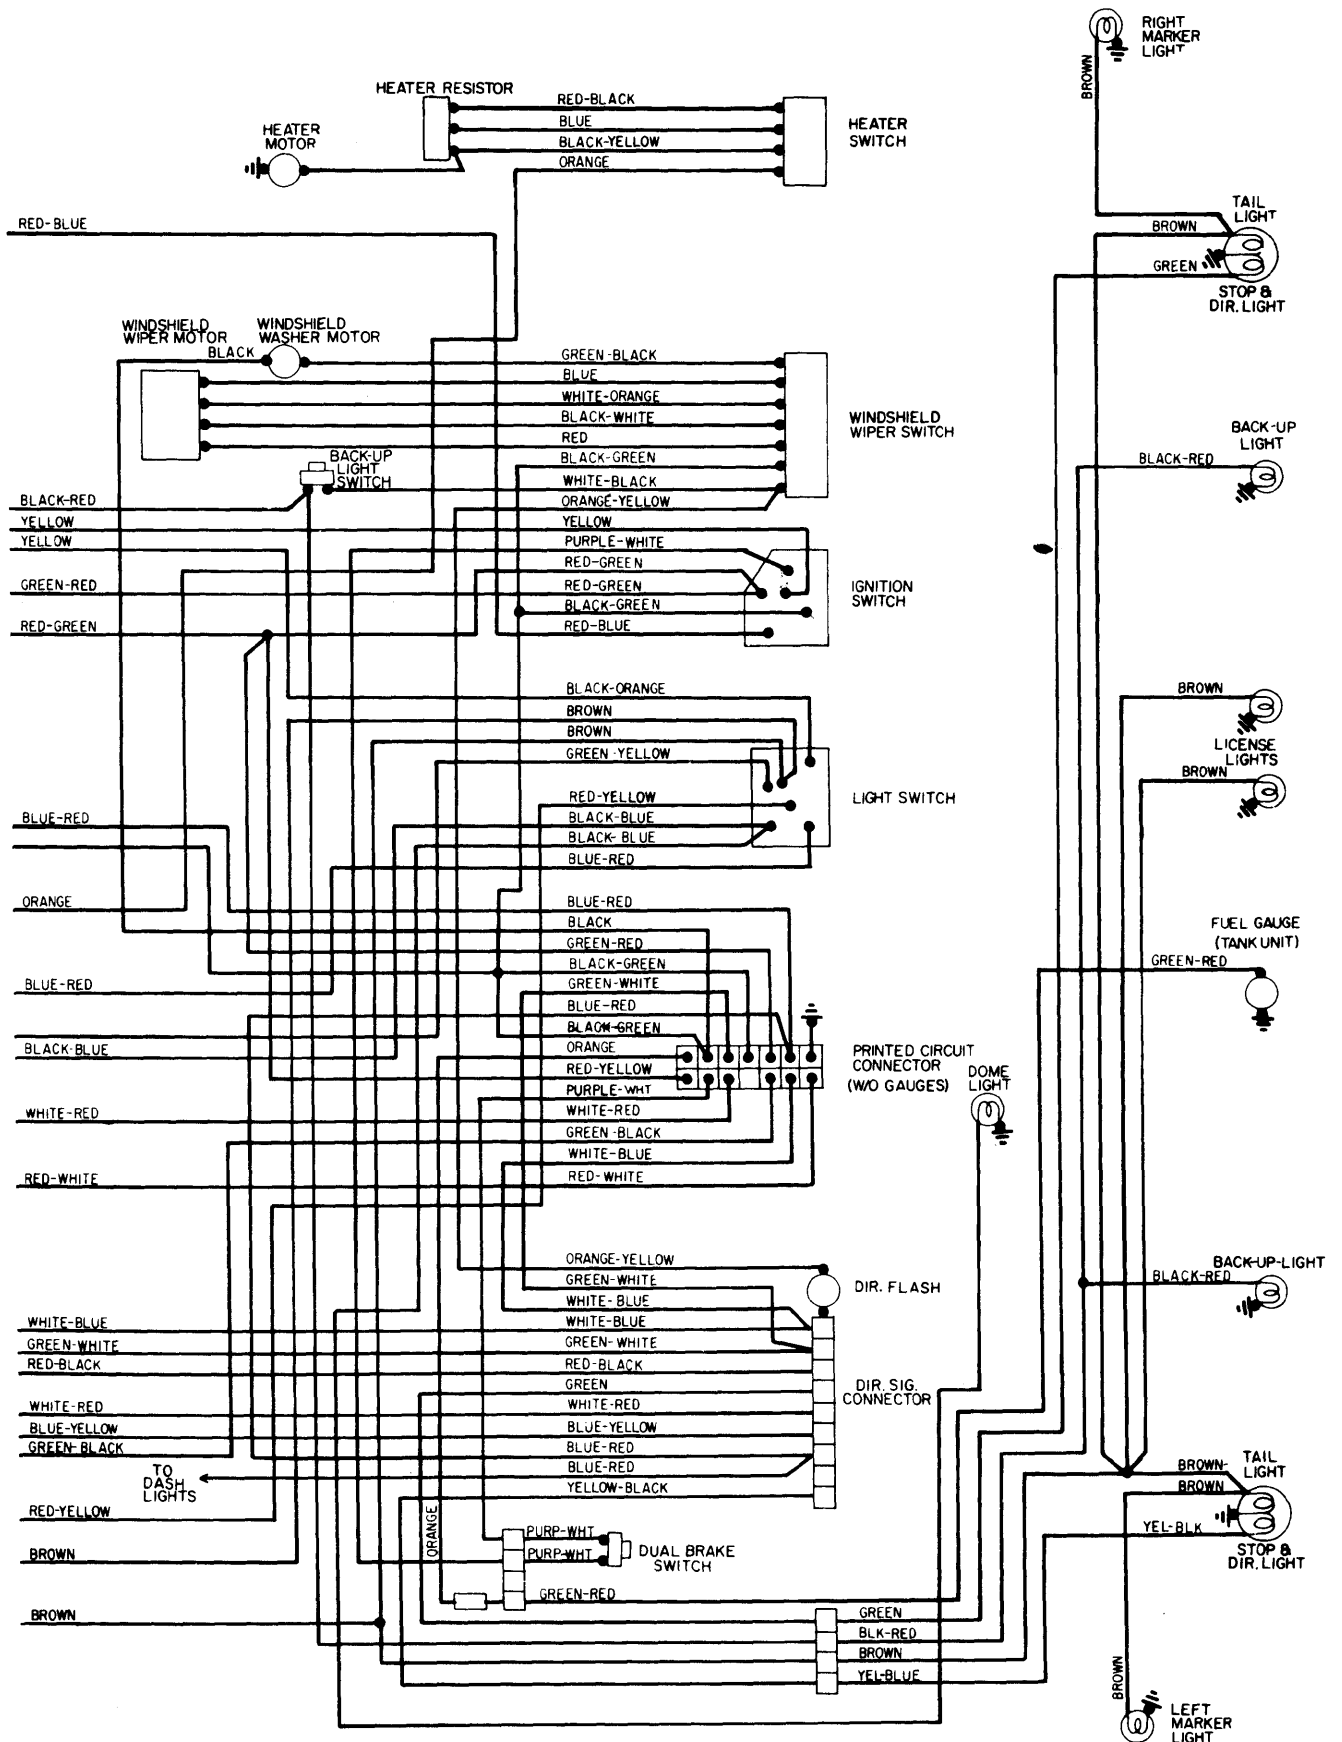 RIGHT
MARKER
LIGHT
BROWN
HEATER RESISTOR
RED-BLACK
BLUE
BLACK-YELLOW
ORANGE
HEATER
SWITCH
HEATER
MOTOR
RED-BLUE
TAIL
LIGHT
BROWN
GREEN
STOP &
DIR. LIGHT
WINDSHIELD
WIPER MOTOR
WINDSHIELD
WASHER MOTOR
BLACK
GREEN-BLACK
BLUE
WHITE-ORANGE
BLACK-WHITE
RED
BLACK-GREEN
WHITE-BLACK
ORANGE-YELLOW
WINDSHIELD
WIPER SWITCH
BACK-UP
LIGHT
SWITCH
BACK-UP
LIGHT
BLACK-RED
BLACK-RED
YELLOW
YELLOW
GREEN-RED
RED-GREEN
YELLOW
PURPLE-WHITE
RED-GREEN
RED-GREEN
BLACK-GREEN
RED-BLUE
IGNITION
SWITCH
BLACK-ORANGE
BROWN
BROWN
GREEN-YELLOW
RED-YELLOW
BLACK-BLUE
BLACK-BLUE
BLUE-RED
LIGHT SWITCH
BROWN
LICENSE
LIGHTS
BROWN
BLUE-RED
ORANGE
BLUE-RED
BLACK-BLUE
WHITE-RED
RED-WHITE
BLUE-RED
BLACK
GREEN-RED
BLACK-GREEN
GREEN-WHITE
BLUE-RED
BLACK-GREEN
ORANGE
RED-YELLOW
PURPLE-WHT
WHITE-RED
GREEN-BLACK
WHITE-BLUE
RED-WHITE
PRINTED CIRCUIT
CONNECTOR
(W/O GAUGES)
DOME
LIGHT
FUEL GAUGE
(TANK UNIT)
GREEN-RED
BACK-UP-LIGHT
BLACK-RED
ORANGE-YELLOW
GREEN-WHITE
WHITE-BLUE
WHITE-BLUE
GREEN-WHITE
RED-BLACK
GREEN
WHITE-RED
BLUE-YELLOW
BLUE-RED
BLUE-RED
YELLOW-BLACK
DIR. FLASH
DIR. SIG.
CONNECTOR
WHITE-BLUE
GREEN-WHITE
RED-BLACK
WHITE-RED
BLUE-YELLOW
GREEN-BLACK
TO
DASH
LIGHTS
RED-YELLOW
BROWN
BROWN
ORANGE
PURP-WHT
PURP-WHT
DUAL BRAKE
SWITCH
GREEN-RED
GREEN
BLK-RED
BROWN
YEL-BLUE
BROWN-
BROWN
TAIL
LIGHT
YEL-BLK
STOP &
DIR. LIGHT
BROWN
LEFT
MARKER
LIGHT